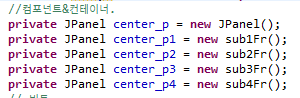 //컴포넌트&컨테이너.
private JPanel center_p = new JPanel();
private JPanel center_p1 = new sub1Fr();
private JPanel center_p2 = new sub2Fr();
private JPanel center_p3 = new sub3Fr();
private JPanel center_p4 = new sub4Fr();